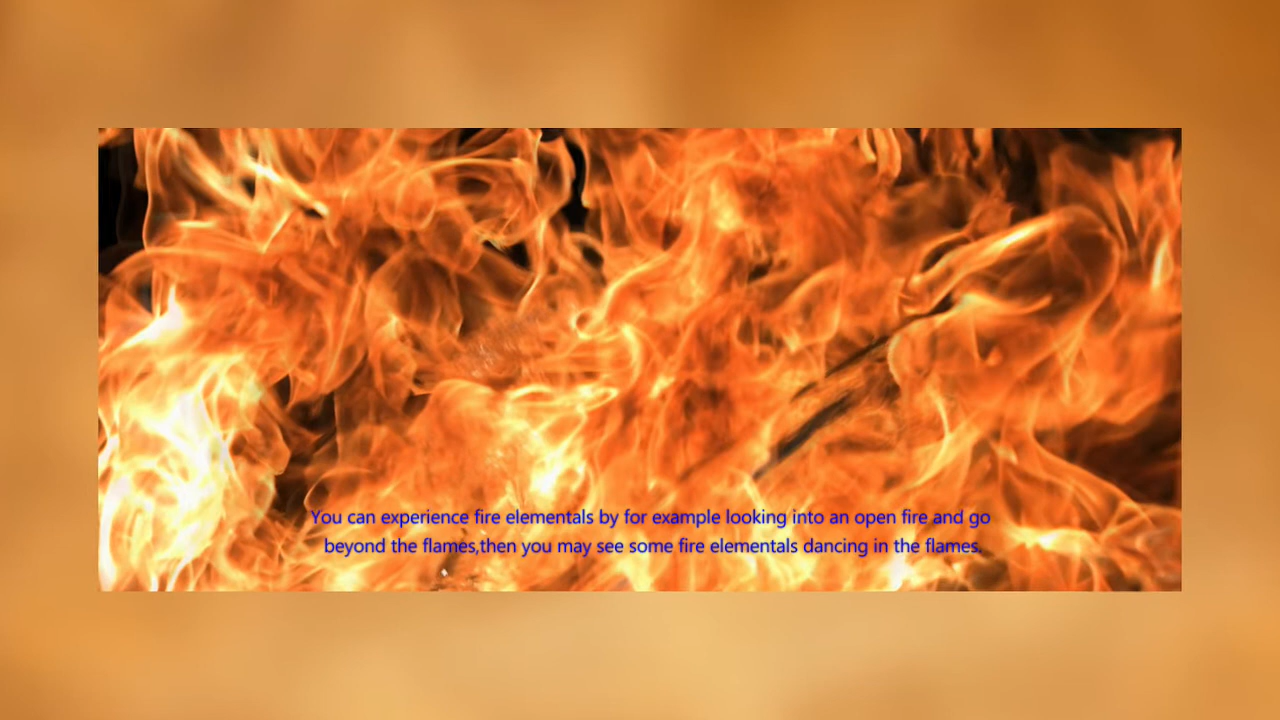 You can experience fire elementals by for example looking into an open fire and go
beyond the flames,then you may see some fire elementals dancing in the flames.